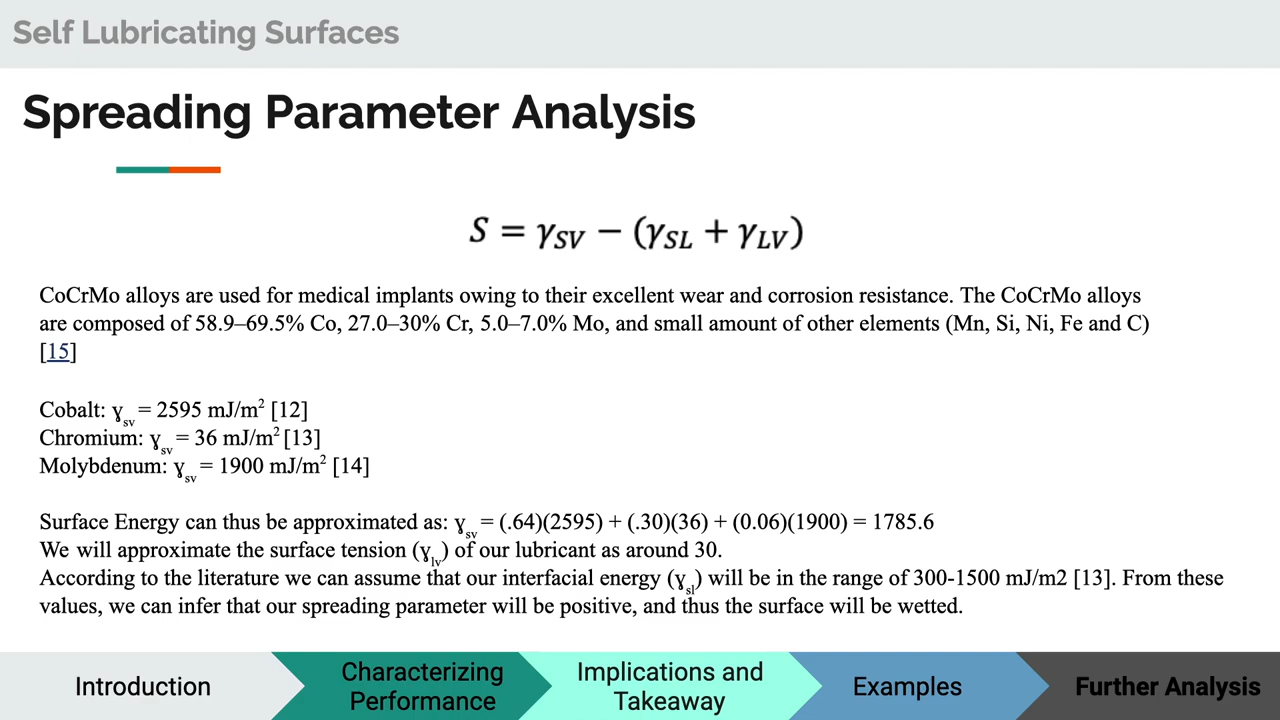 Self Lubricating Surfaces
Spreading Parameter Analysis
S = γSV − (γSL + γLV)
CoCrMo alloys are used for medical implants owing to their excellent wear and corrosion resistance. The CoCrMo alloys
are composed of 58.9–69.5% Co, 27.0–30% Cr, 5.0–7.0% Mo, and small amount of other elements (Mn, Si, Ni, Fe and C)
[15]
Cobalt: ɣsv = 2595 mJ/m² [12]
Chromium: ɣsv = 36 mJ/m² [13]
Molybdenum: ɣsv = 1900 mJ/m² [14]
Surface Energy can thus be approximated as: ɣsv = (.64)(2595) + (.30)(36) + (0.06)(1900) = 1785.6
We will approximate the surface tension (ɣlv) of our lubricant as around 30.
According to the literature we can assume that our interfacial energy (ɣsl) will be in the range of 300-1500 mJ/m2 [13]. From these
values, we can infer that our spreading parameter will be positive, and thus the surface will be wetted.
Introduction
Characterizing
Performance
Implications and
Takeaway
Examples
Further Analysis